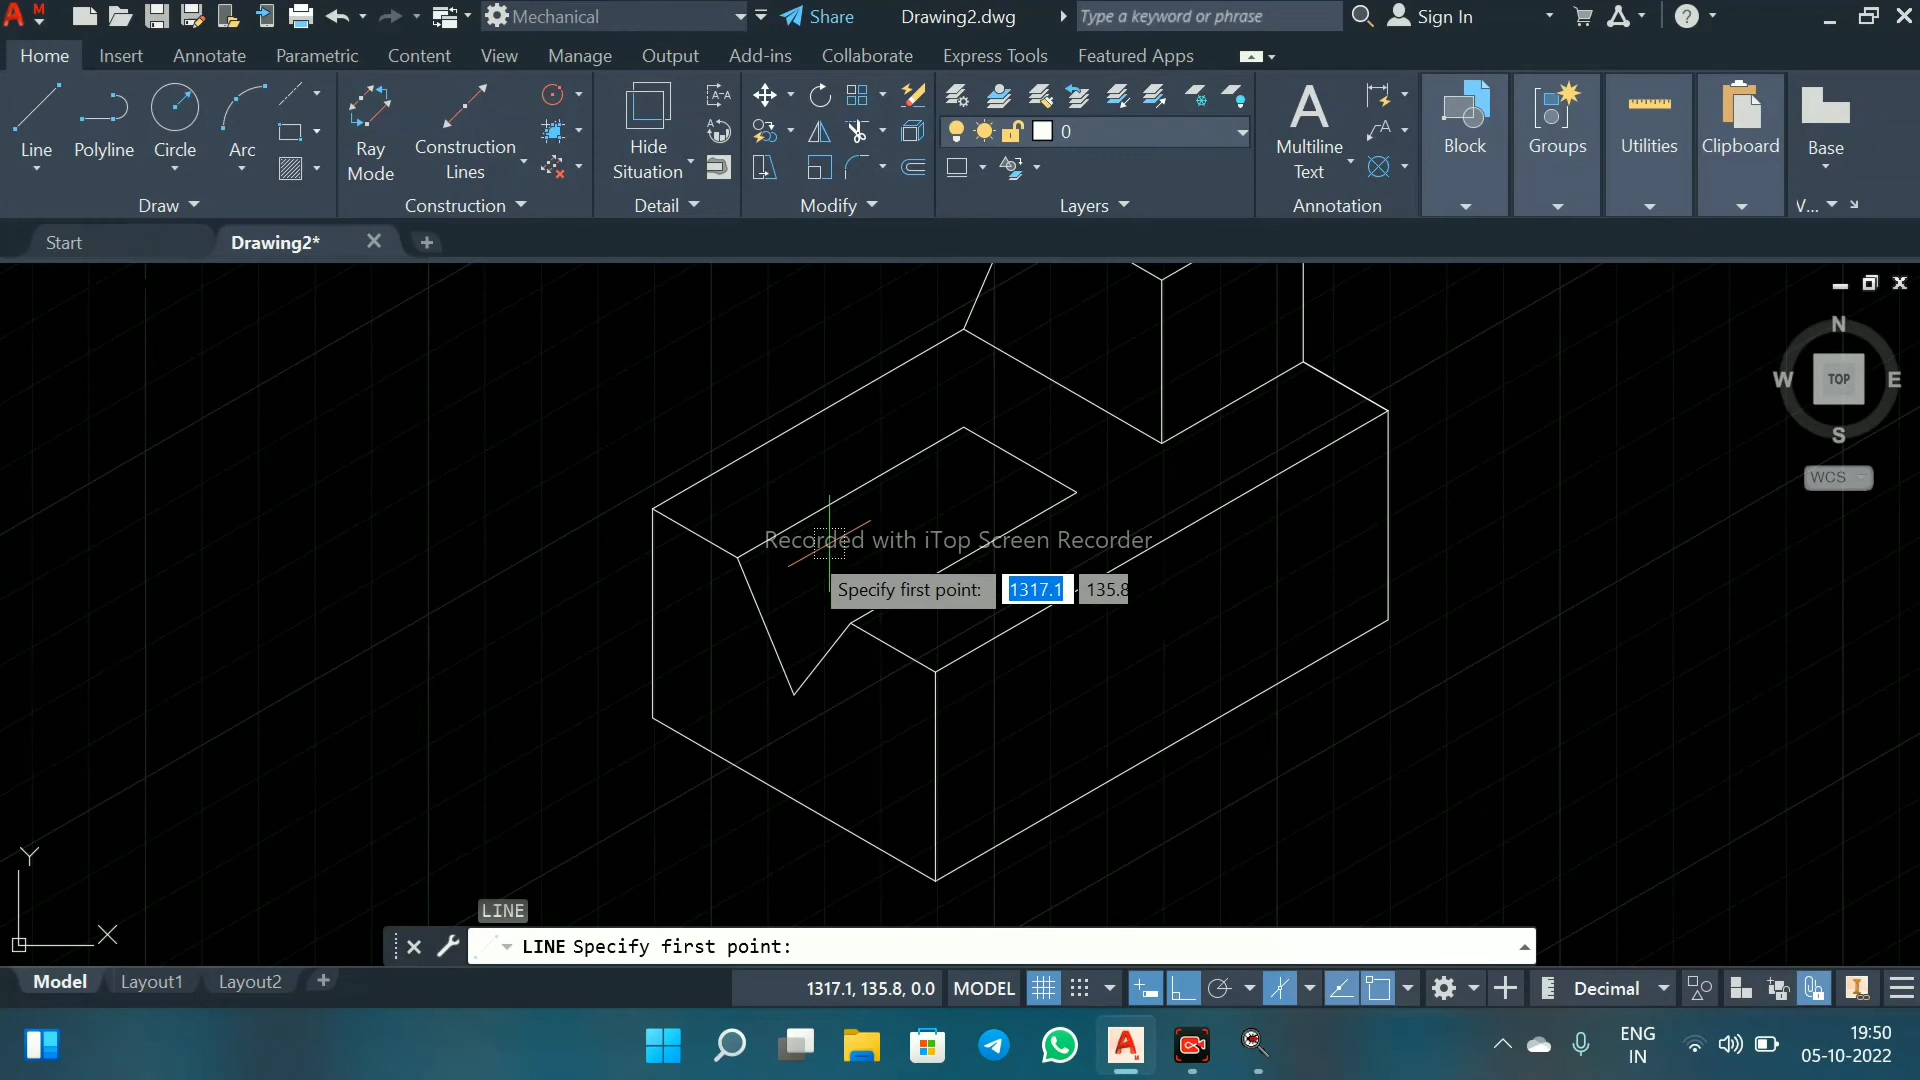 A M Mechanical Share Drawing2.dwg Type a keyword or phrase Sign In
Home Insert Annotate Parametric Content View Manage Output Add-ins Collaborate Express Tools Featured Apps
Line Polyline Circle Arc
Ray Mode
Construction Lines
Hide Situation
0
A
Multiline Text
Block Groups Utilities Clipboard Base
Draw Construction Detail Modify Layers Annotation V...
Start Drawing2* +
N
W TOP E
S
WCS
Recorded with iTop Screen Recorder
Specify first point: 1317.1 135.8
Y
X
LINE
LINE Specify first point:
Model Layout1 Layout2 + 1317.1, 135.8, 0.0 MODEL Decimal
ENG IN
19:50
05-10-2022